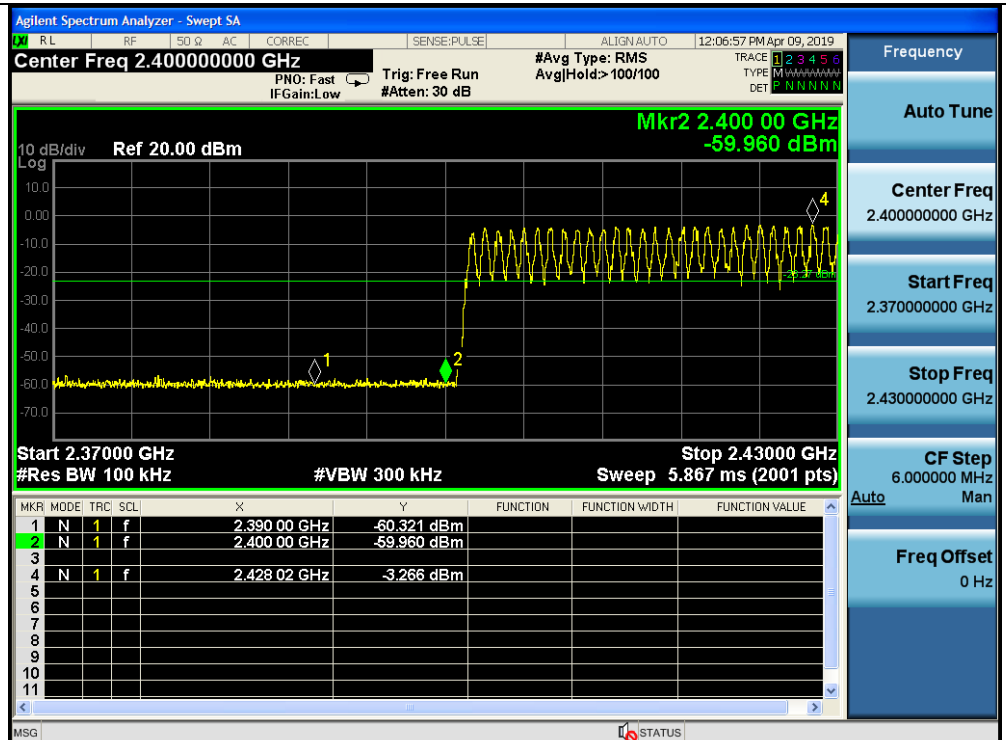 Agilent Spectrum Analyzer - Swept SA
LXI RL RF 50 Ω AC CORREC SENSE:PULSE ALIGN AUTO 12:06:57 PM Apr 09, 2019
Center Freq 2.400000000 GHz
PNO: Fast
IFGain:Low
Trig: Free Run
#Atten: 30 dB
#Avg Type: RMS
Avg|Hold:>100/100
TRACE 1 2 3 4 5 6
TYPE M
DET P N N N N N
Mkr2 2.400 00 GHz
-59.960 dBm
10 dB/div Ref 20.00 dBm
Log
10.0
0.00
-10.0
-20.0
-30.0
-40.0
-50.0
-60.0
-70.0
4
1
2
Start 2.37000 GHz Stop 2.43000 GHz
#Res BW 100 kHz #VBW 300 kHz Sweep 5.867 ms (2001 pts)
MKR MODE TRC SCL X Y FUNCTION FUNCTION WIDTH FUNCTION VALUE
1 N 1 f 2.390 00 GHz -60.321 dBm
2 N 1 f 2.400 00 GHz -59.960 dBm
3
4 N 1 f 2.428 02 GHz -3.266 dBm
5
6
7
8
9
10
11
MSG STATUS
Frequency
Auto Tune
Center Freq
2.400000000 GHz
Start Freq
2.370000000 GHz
Stop Freq
2.430000000 GHz
CF Step
6.000000 MHz
Auto Man
Freq Offset
0 Hz